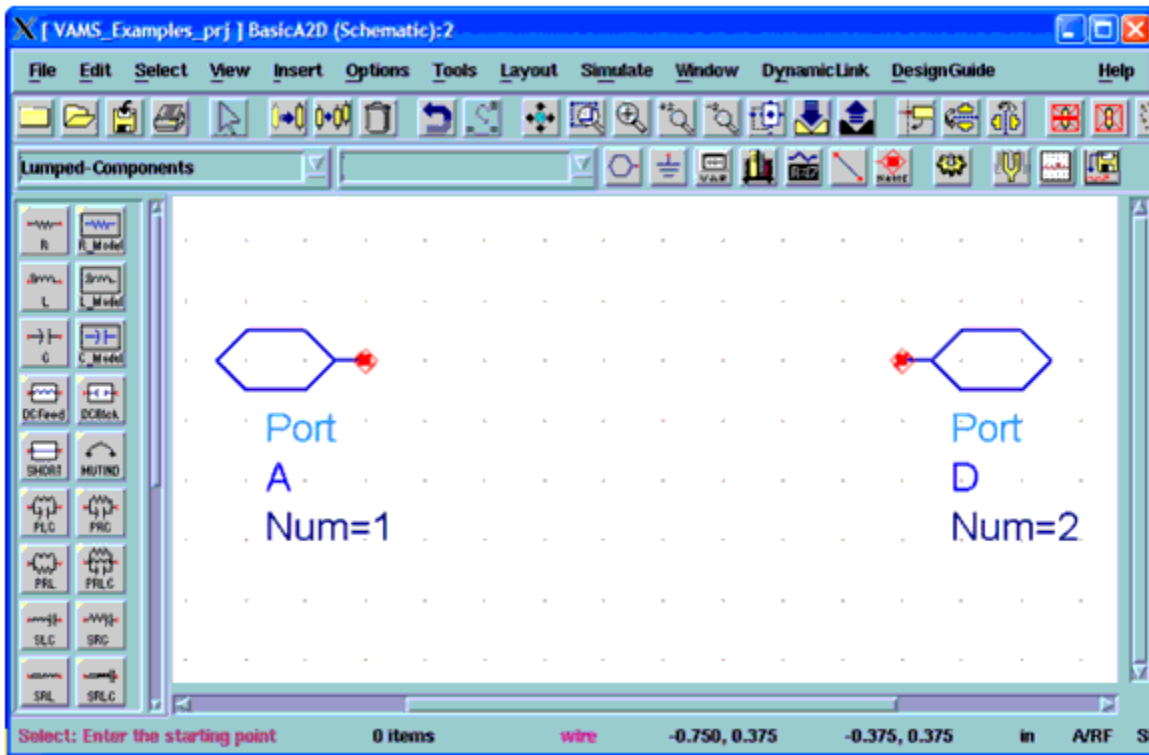 [ VAMS_Examples_prj ] BasicA2D (Schematic):2
File Edit Select View Insert Options Tools Layout Simulate Window DynamicLink DesignGuide Help
Lumped-Components
VAR
NAME
R R_Model
L L_Model
C C_Model
DCFeed DCBlck
SHORT MUTIND
PLC PRC
PRL PRLC
SLC SRC
SRL SRLC
Port Port
A D
Num=1 Num=2
Select: Enter the starting point 0 items wire -0.750, 0.375 -0.375, 0.375 in A/RF